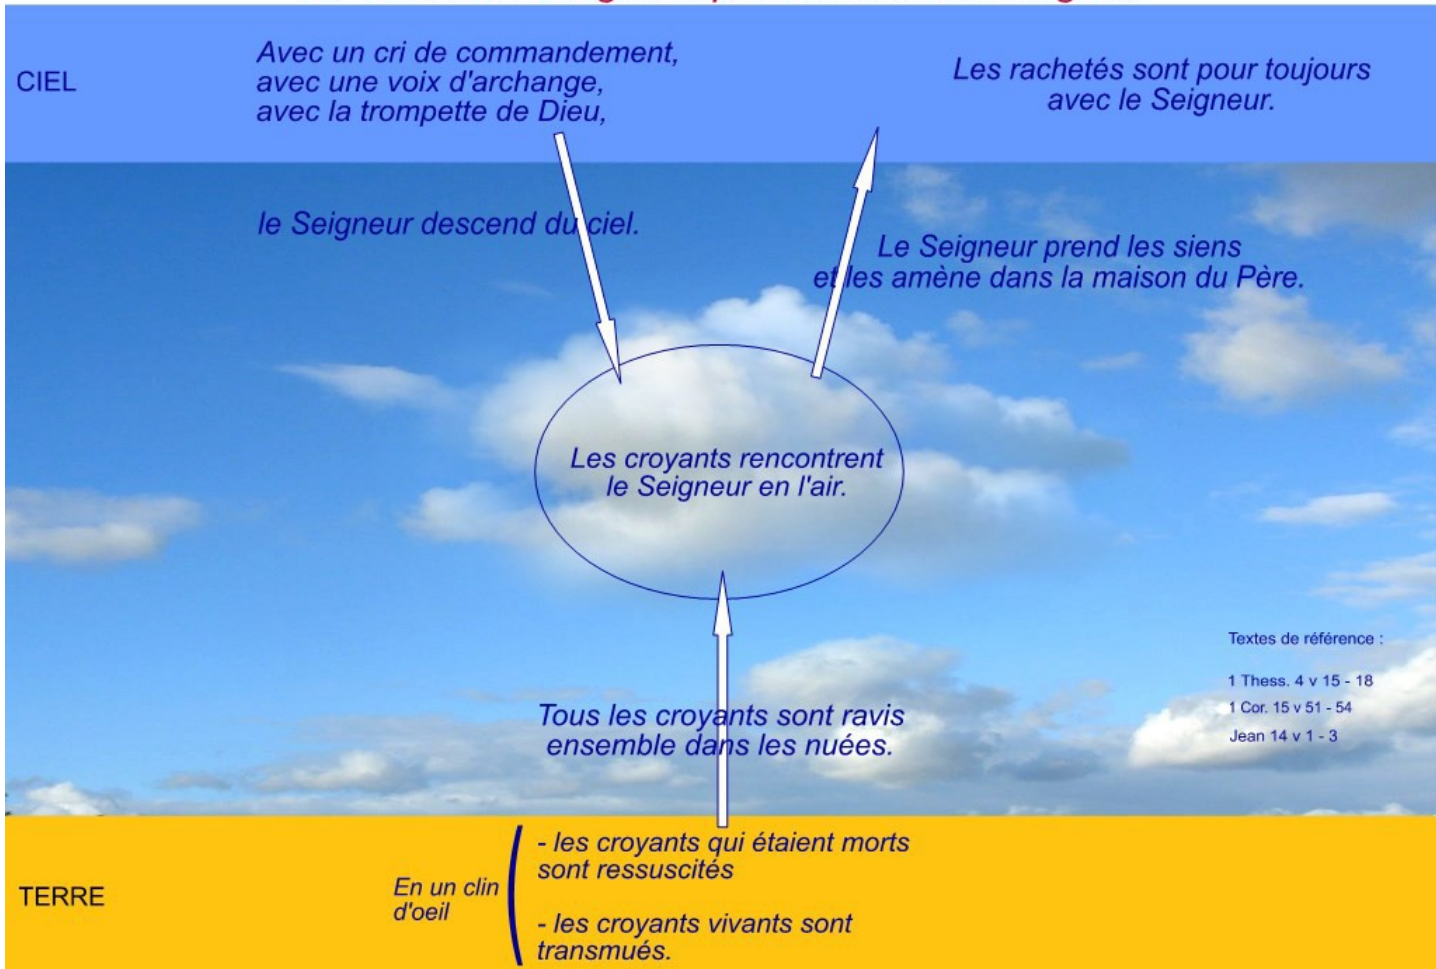 CIEL
Avec un cri de commandement,
avec une voix d'archange,
avec la trompette de Dieu,
Les rachetés sont pour toujours
avec le Seigneur.
le Seigneur descend du ciel.
Le Seigneur prend les siens
et les amène dans la maison du Père.
Les croyants rencontrent
le Seigneur en l'air.
Textes de référence :
1 Thess. 4 v 15 - 18
1 Cor. 15 v 51 - 54
Jean 14 v 1 - 3
Tous les croyants sont ravis
ensemble dans les nuées.
TERRE
En un clin
d'oeil
- les croyants qui étaient morts
sont ressuscités
- les croyants vivants sont
transmués.